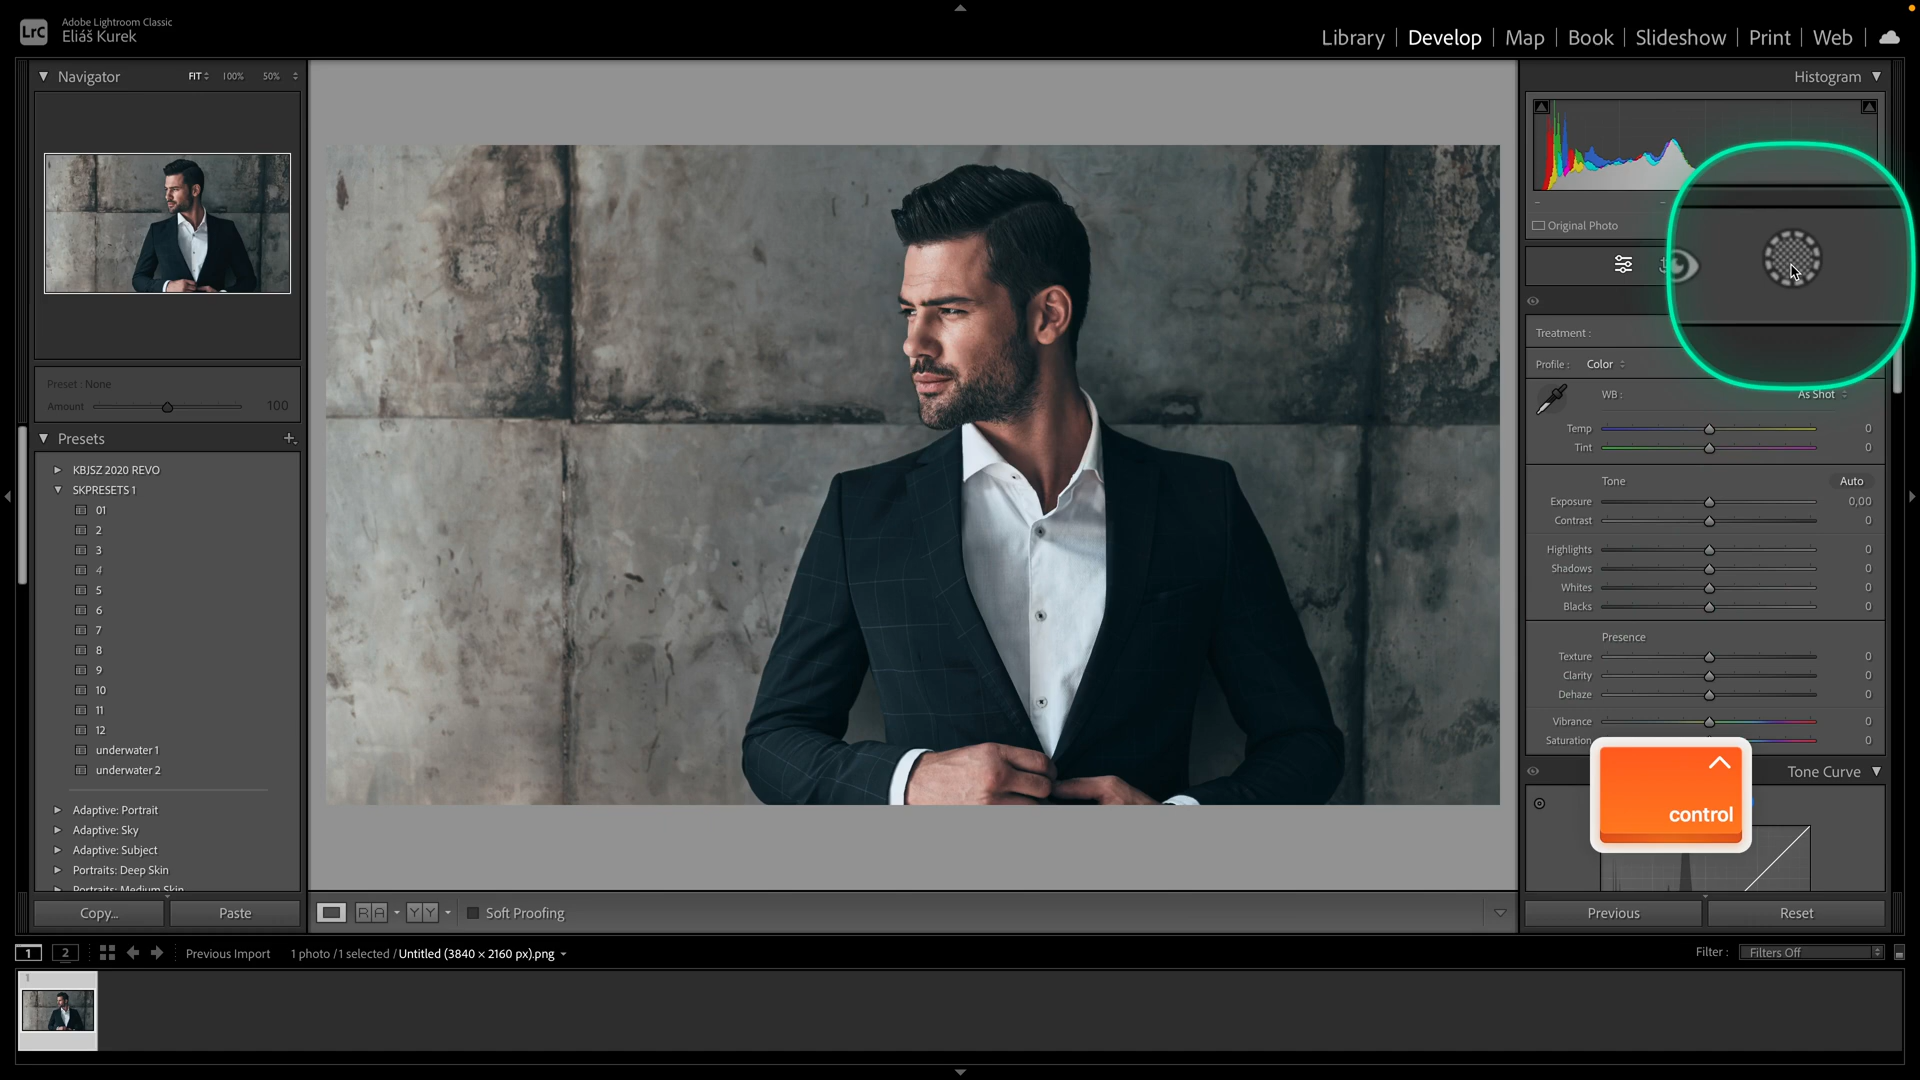 LrC
Adobe Lightroom Classic
Eliáš Kurek
Library | Develop | Map | Book | Slideshow | Print | Web
Navigator
FIT 100% 50%
Preset : None
Amount 100
Presets
KBJSZ 2020 REVO
SKPRESETS 1
01
2
3
4
5
6
7
8
9
10
11
12
underwater 1
underwater 2
Adaptive: Portrait
Adaptive: Sky
Adaptive: Subject
Portraits: Deep Skin
Portraits: Medium Skin
Copy...
Paste
RA
YY
Soft Proofing
Histogram
Original Photo
Treatment :
Profile : Color
WB : As Shot
Temp 0
Tint 0
Tone Auto
Exposure 0,00
Contrast 0
Highlights 0
Shadows 0
Whites 0
Blacks 0
Presence
Texture 0
Clarity 0
Dehaze 0
Vibrance 0
Saturation
Tone Curve
control
Previous
Reset
1 2 Previous Import 1 photo / 1 selected / Untitled (3840 × 2160 px).png
Filter : Filters Off
1